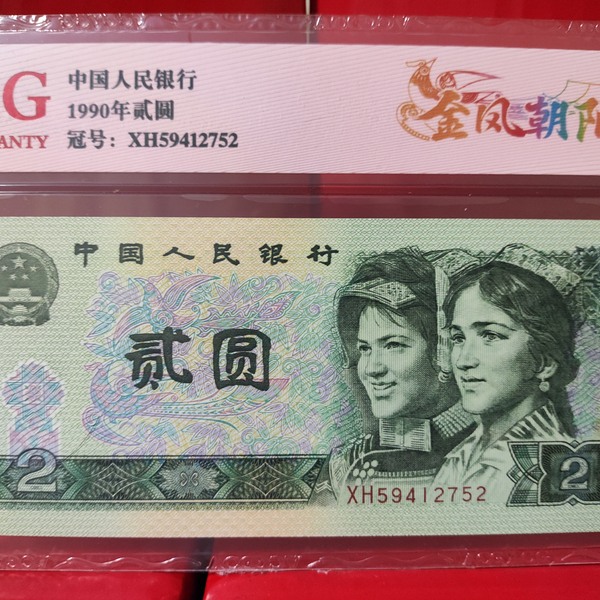 G
中国人民银行
1990年贰圆
ANTY
冠号：XH59412752
金凤朝阳
中国人民银行
贰圆
2
XH59412752
2